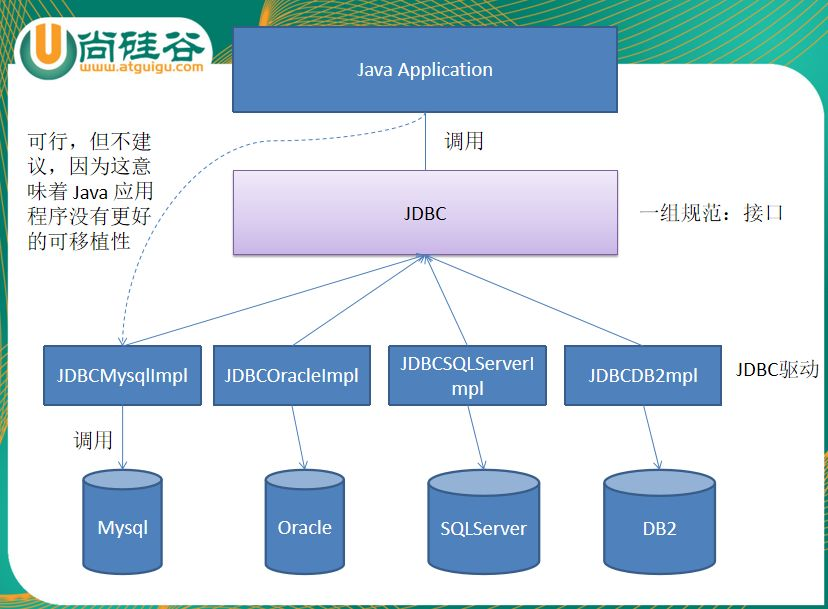 尚硅谷
www.atguigu.com
Java Application
可行，但不建
议，因为这意
味着 Java 应用
程序没有更好
的可移植性
调用
JDBC
一组规范：接口
JDBCMysqlImpl
JDBCOracleImpl
JDBCSQLServerI
mpl
JDBCDB2mpl
JDBC驱动
调用
Mysql
Oracle
SQLServer
DB2